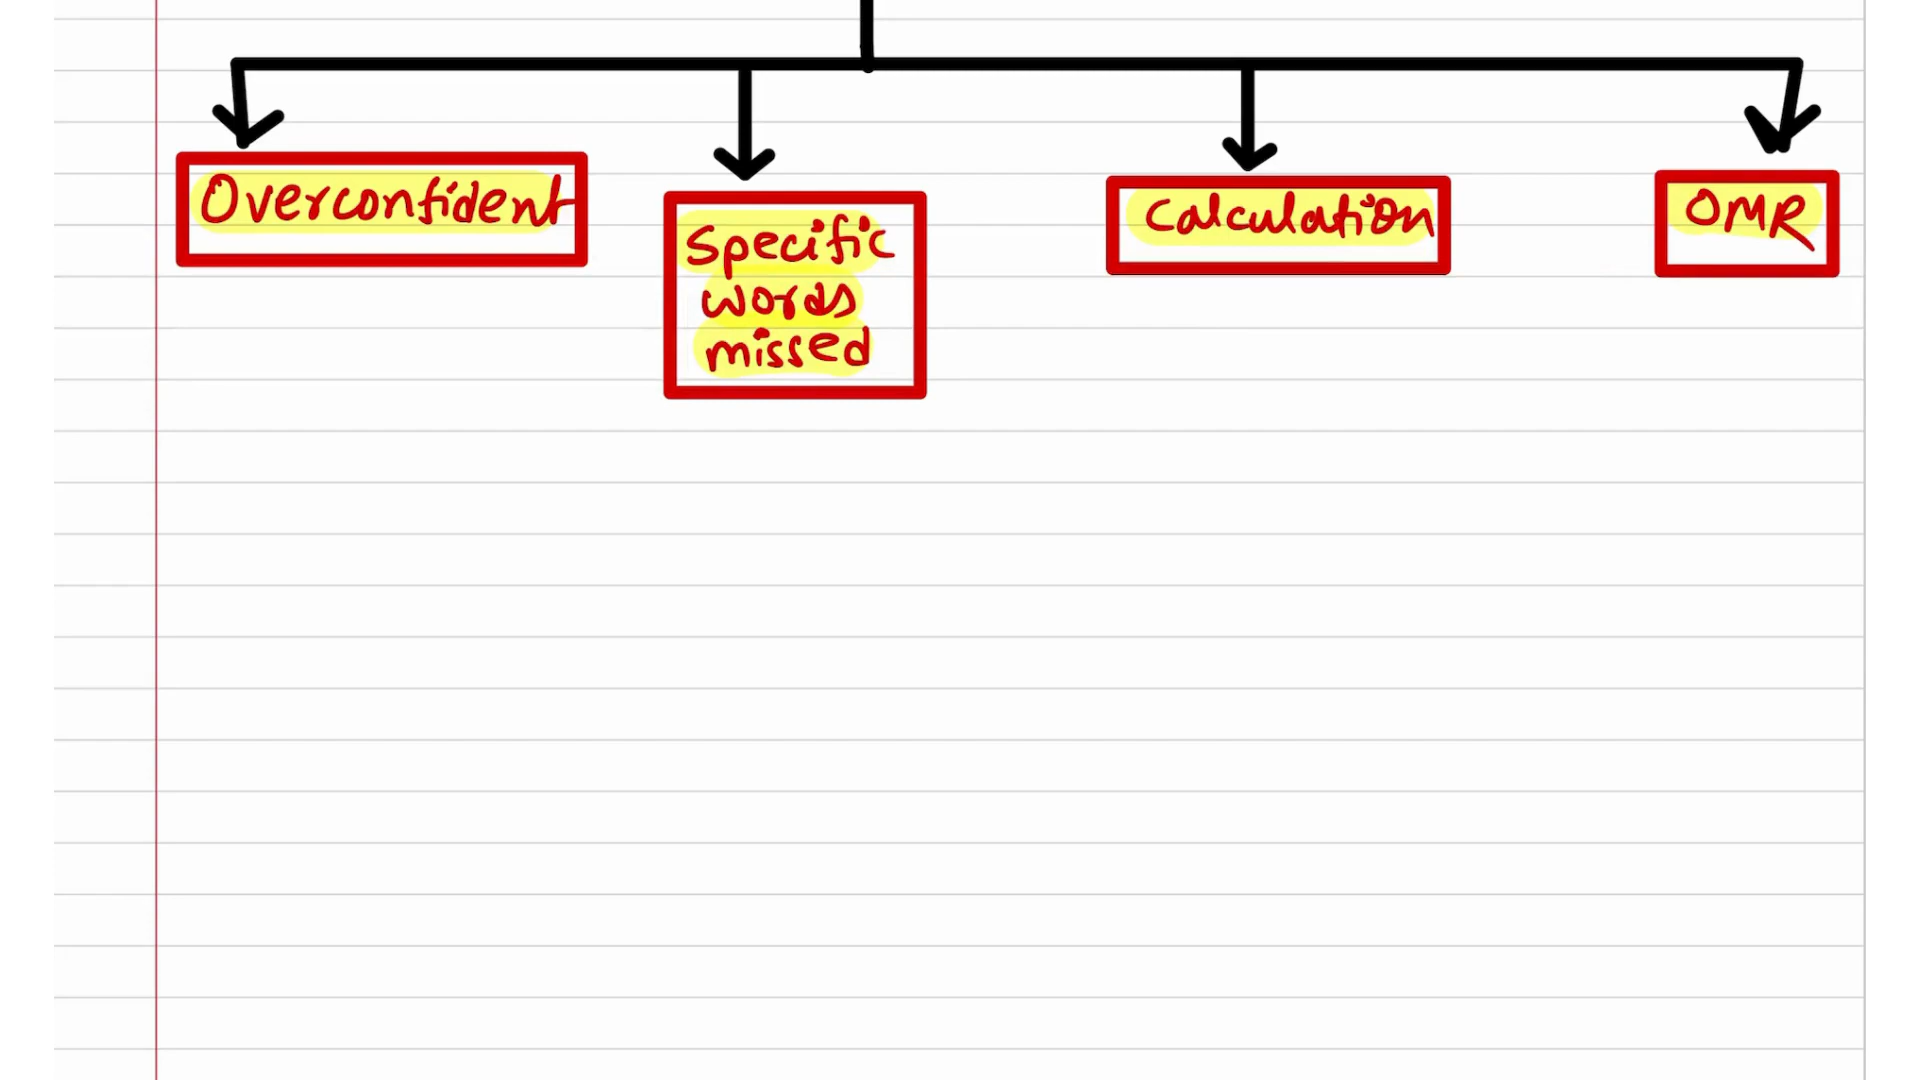 Overconfident
Specific
words
missed
Calculation
OMR